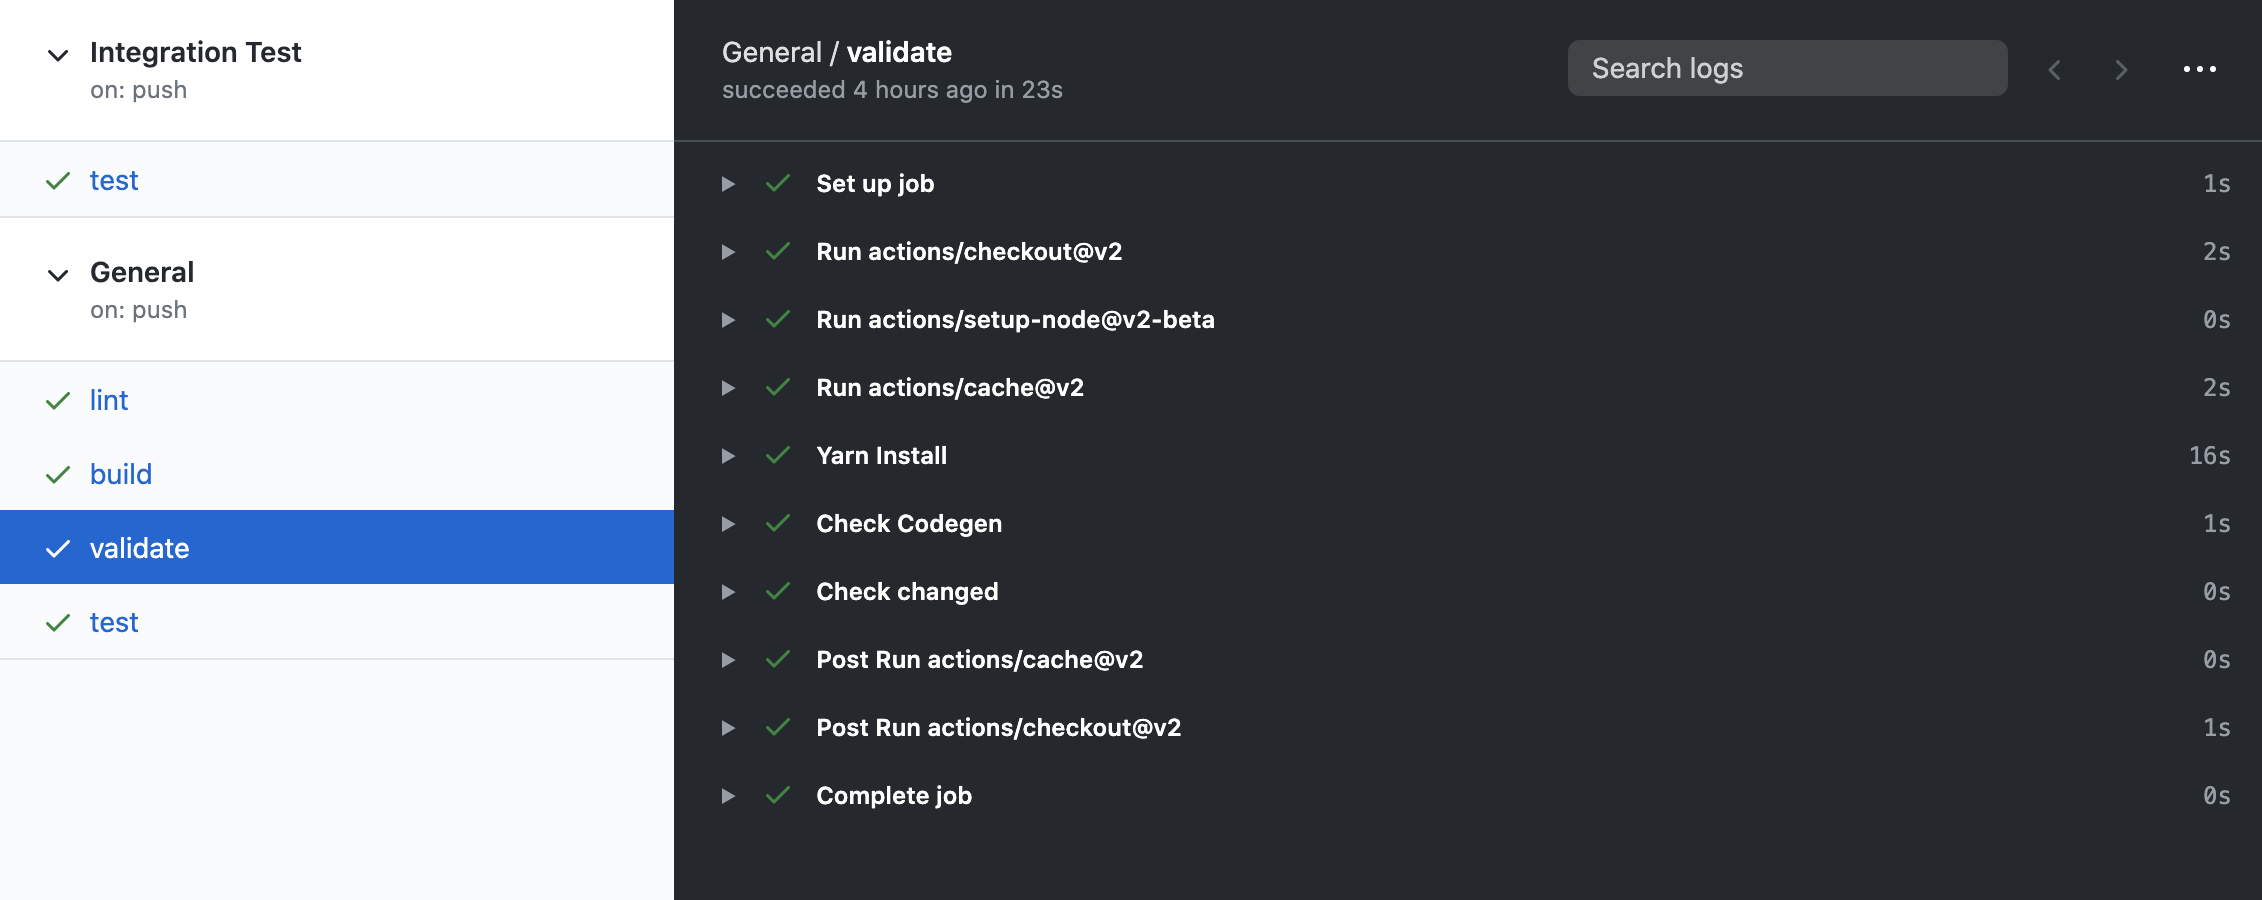 Integration Test
on: push
test
General
on: push
lint
build
validate
test
General / validate
succeeded 4 hours ago in 23s
Search logs
Set up job 1s
Run actions/checkout@v2 2s
Run actions/setup-node@v2-beta 0s
Run actions/cache@v2 2s
Yarn Install 16s
Check Codegen 1s
Check changed 0s
Post Run actions/cache@v2 0s
Post Run actions/checkout@v2 1s
Complete job 0s